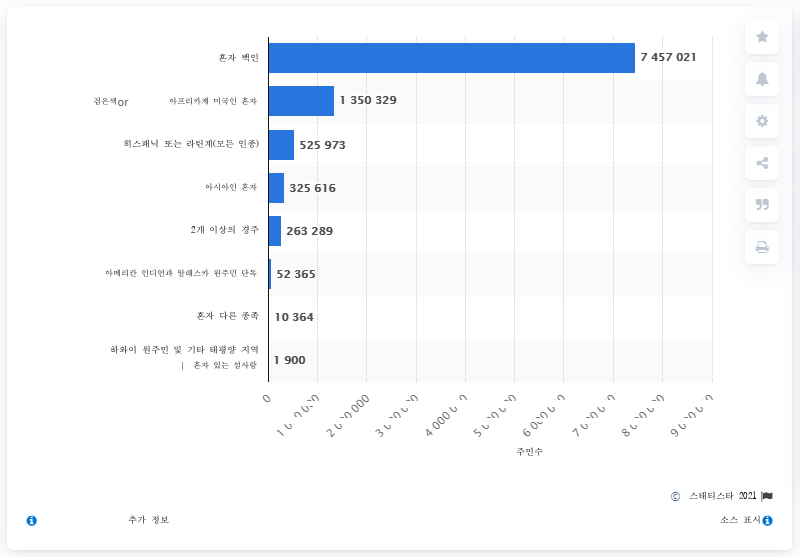 혼자 백인
7 457 021
검은색or 아프리카계 미국인 혼자
1 350 329
히스패닉 또는 라틴계(모든 인종)
525 973
아시아인 혼자
325 616
2개 이상의 경주
263 289
아메리칸 인디언과 알래스카 원주민 단독
52 365
혼자 다른 종족
10 364
하와이 원주민 및 기타 태평양 지역
| 혼자 있는 섬사람
1 900
0
2 000 000
4 000 000
6 000 000
8 000 000
주민수
© 스태티스타 2021
추가 정보
소스 표시